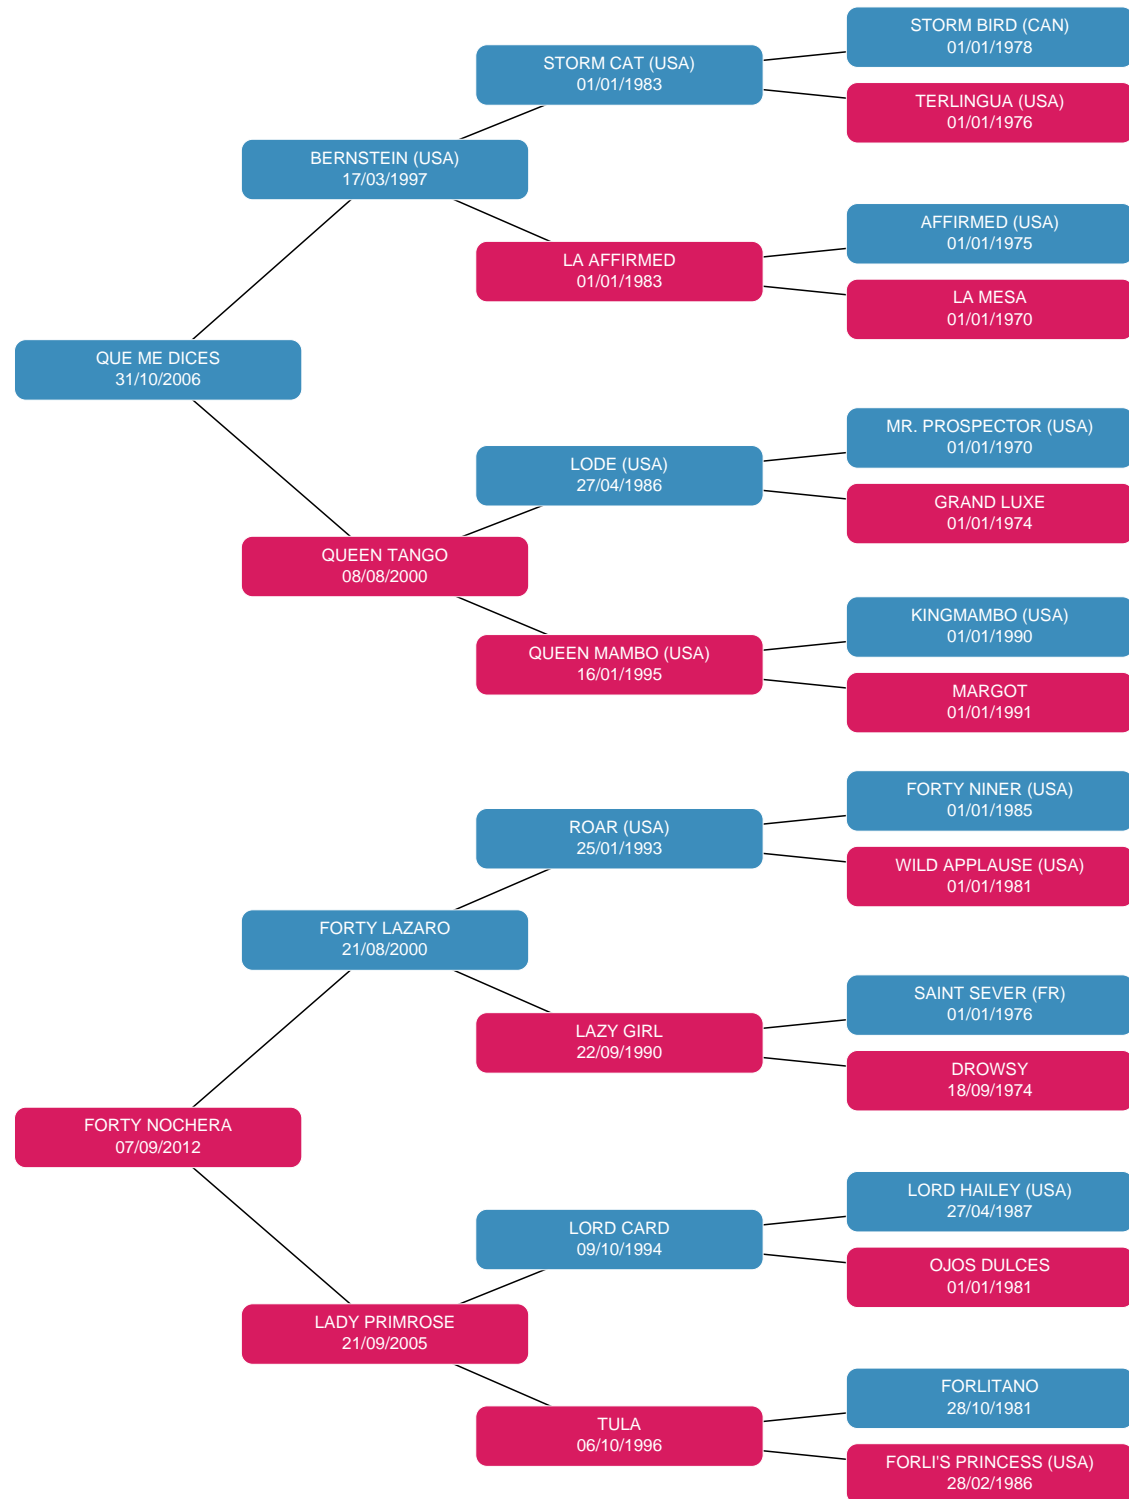 STORM BIRD (CAN)
01/01/1978
STORM CAT (USA)
01/01/1983
TERLINGUA (USA)
01/01/1976
BERNSTEIN (USA)
17/03/1997
AFFIRMED (USA)
01/01/1975
LA AFFIRMED
01/01/1983
LA MESA
01/01/1970
QUE ME DICES
31/10/2006
MR. PROSPECTOR (USA)
01/01/1970
LODE (USA)
27/04/1986
GRAND LUXE
01/01/1974
QUEEN TANGO
08/08/2000
KINGMAMBO (USA)
01/01/1990
QUEEN MAMBO (USA)
16/01/1995
MARGOT
01/01/1991
FORTY NINER (USA)
01/01/1985
ROAR (USA)
25/01/1993
WILD APPLAUSE (USA)
01/01/1981
FORTY LAZARO
21/08/2000
SAINT SEVER (FR)
01/01/1976
LAZY GIRL
22/09/1990
DROWSY
18/09/1974
FORTY NOCHERA
07/09/2012
LORD HAILEY (USA)
27/04/1987
LORD CARD
09/10/1994
OJOS DULCES
01/01/1981
LADY PRIMROSE
21/09/2005
FORLITANO
28/10/1981
TULA
06/10/1996
FORLI'S PRINCESS (USA)
28/02/1986